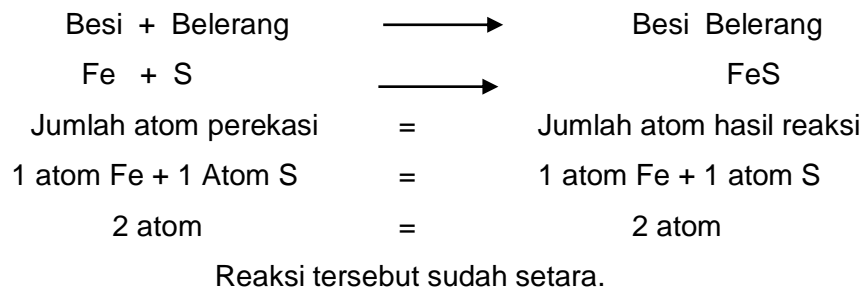 Besi + Belerang Besi Belerang
Fe + S FeS
Jumlah atom perekasi = Jumlah atom hasil reaksi
1 atom Fe + 1 Atom S = 1 atom Fe + 1 atom S
2 atom = 2 atom
Reaksi tersebut sudah setara.